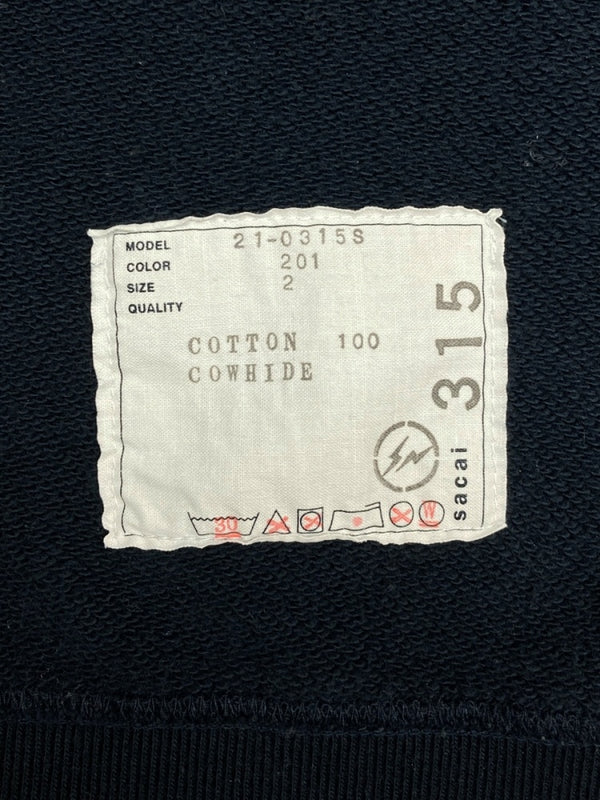 MODEL 21-0315S
COLOR 201
SIZE 2
QUALITY
COTTON 100
COWHIDE
315
sacai
30
W